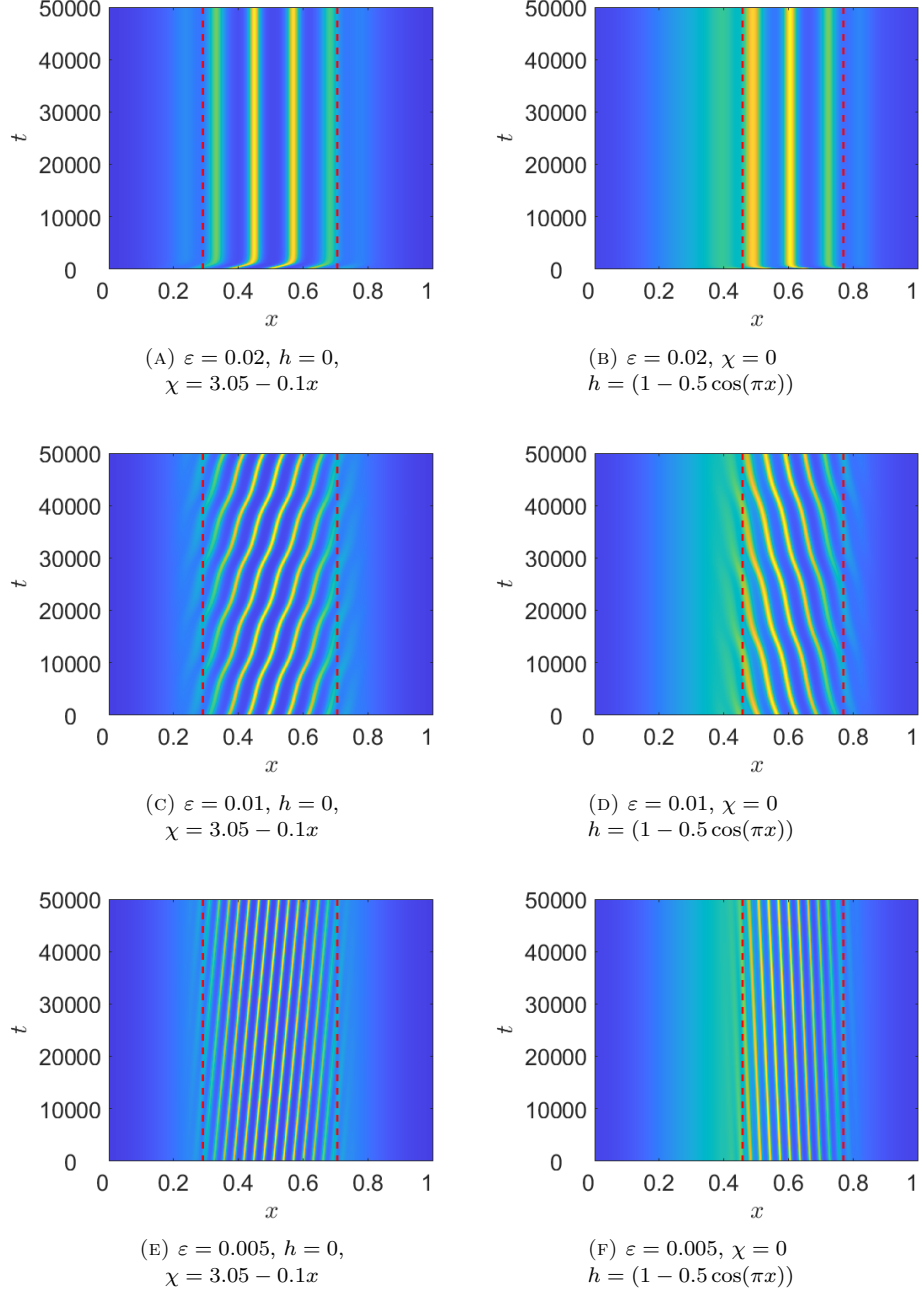 50000
40000
30000
20000
10000
0
t
0 0.2 0.4 0.6 0.8 1
x
(A) ε = 0.02, h = 0,
χ = 3.05 − 0.1x
50000
40000
30000
20000
10000
0
t
0 0.2 0.4 0.6 0.8 1
x
(B) ε = 0.02, χ = 0
h = (1 − 0.5 cos(πx))
50000
40000
30000
20000
10000
0
t
0 0.2 0.4 0.6 0.8 1
x
(C) ε = 0.01, h = 0,
χ = 3.05 − 0.1x
50000
40000
30000
20000
10000
0
t
0 0.2 0.4 0.6 0.8 1
x
(D) ε = 0.01, χ = 0
h = (1 − 0.5 cos(πx))
50000
40000
30000
20000
10000
0
t
0 0.2 0.4 0.6 0.8 1
x
(E) ε = 0.005, h = 0,
χ = 3.05 − 0.1x
50000
40000
30000
20000
10000
0
t
0 0.2 0.4 0.6 0.8 1
x
(F) ε = 0.005, χ = 0
h = (1 − 0.5 cos(πx))